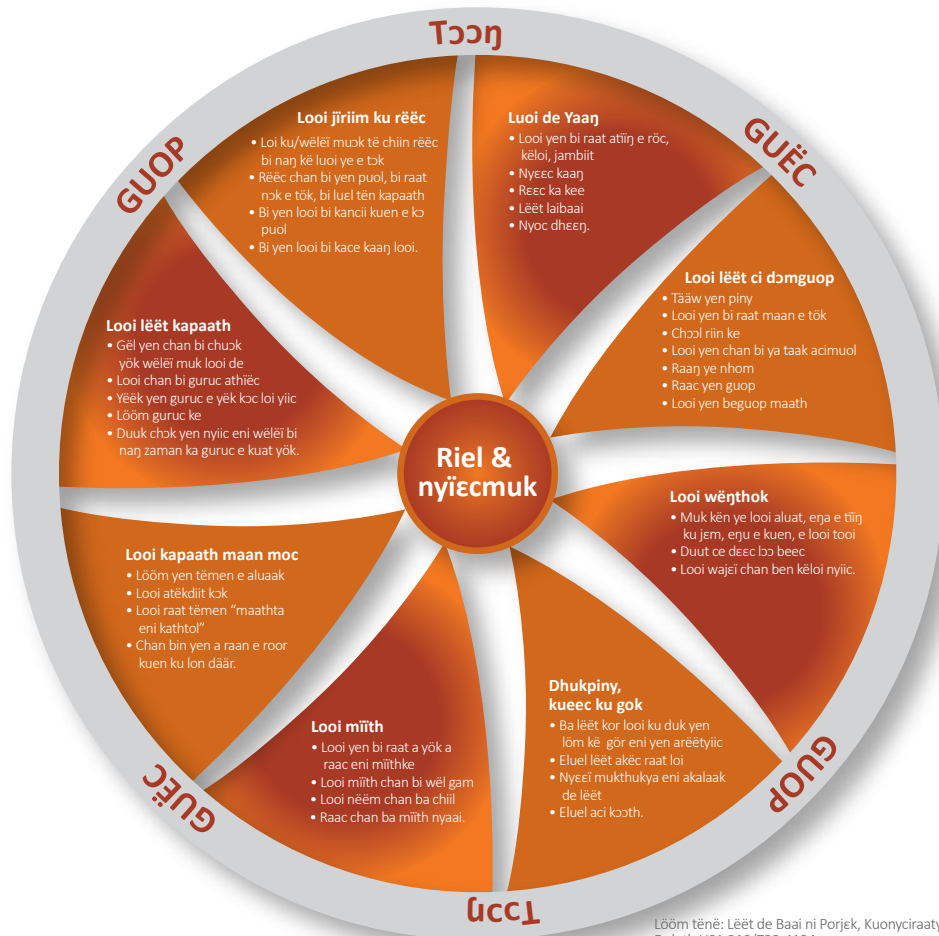 Tɔɔŋ
GUËC
GUOP
Tɔɔŋ
GUËC
GUOP
Riel &
nyïɛcmuk
Luoi de Yaaŋ
• Looi yen bi raat atïïŋ e röc,
këloi, jambiit
• Nyɛɛc kaaŋ
• Rɛɛc ka kee
• Lëët laibaai
• Nyoc dhɛɛŋ.
Looi lëët ci dɔmguop
• Tääw yen piny
• Looi yen bi raat maan e tök
• Chɔɔl riin ke
• Looi yen chan bi ya taak acimuol
• Raaŋ ye nhom
• Raac yen guop
• Looi yen beguop maath
Looi wëŋthok
• Muk kën ye looi aluat, eŋa e tïïŋ
ku jɛm, eŋu e kuen, e looi tooi
• Duut ce dɛɛc lɔɔ beec
• Looi wajɛï chan ben këloi nyiic.
Dhukpiny,
kueec ku gok
• Ba lëët kor looi ku duk yen
löm kë gör eni yen arëëtyiic
• Eluel lëët akëc raat loi
• Nyɛɛï mukthukya eni akalaak
de lëët
• Eluel aci kɔɔth.
Looi mïïth
• Looi yen bi raat a yök a
raac eni mïïthke
• Looi mïïth chan bi wël gam
• Looi nëëm chan ba chiil
• Raac chan ba mïïth nyaai.
Looi kapaath maan moc
• Lööm yen tëmen e aluaak
• Looi atëkdiit kɔk
• Looi raat tëmen “maathta
eni kathtol”
• Chan bin yen a raan e roor
kuen ku lon däär.
Looi lëët kapaath
• Gël yen chan bi chuɔk
yök wëlëï muk looi de
• Looi chan bi guruc athïëc
• Yëëk yen guruc e yëk kɔc loi yiic
• Lööm guruc ke
• Duuk chɔk yen nyiic eni wëlëï bi
naŋ zaman ka guruc e kuat yök.
Looi jïriim ku rëëc
• Loi ku/wëlëï muɔk të chiin rëëc
bi naŋ kë luoi ye e tɔk
• Rëëc chan bi yen puol, bi raat
nɔk e tök, bi luɛl tën kapaath
• Bi yen looi bi kancii kuen e kɔ
puol
• Bi yen looi bi kace kaaŋ looi.
Lööm tënë: Lëët de Baai ni Porjɛk, Kuonyciraaty